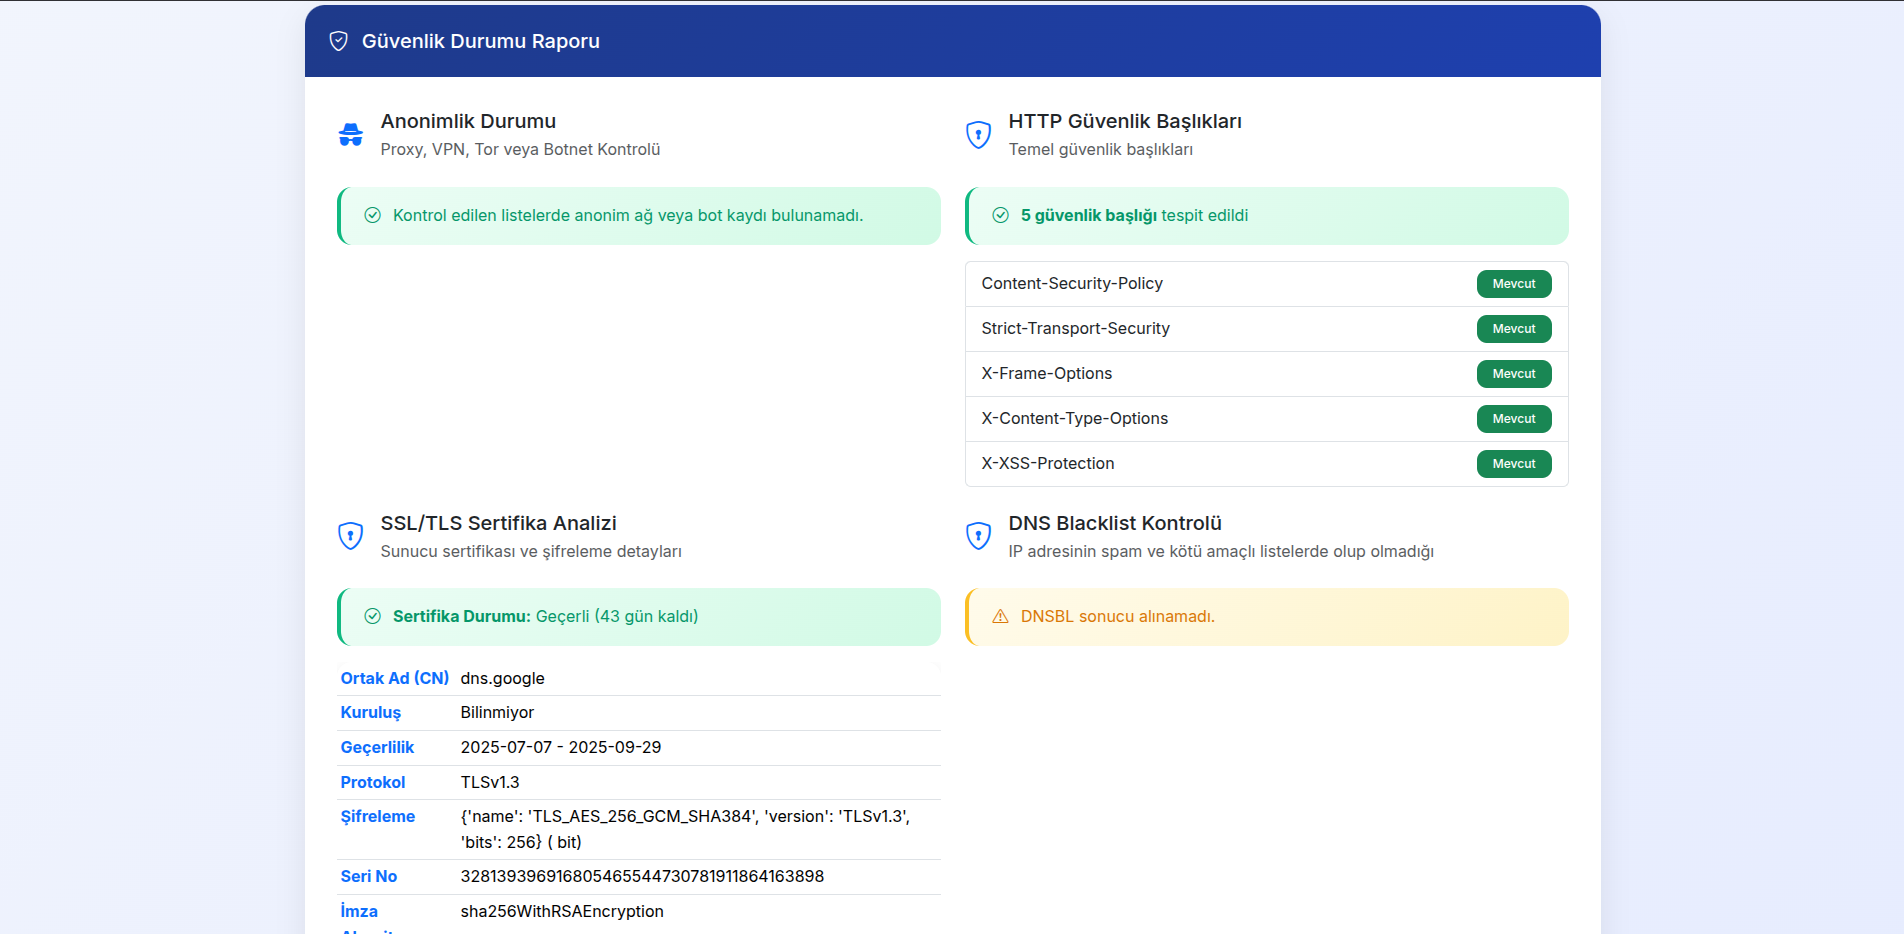 Güvenlik Durumu Raporu
Anonimlik Durumu
Proxy, VPN, Tor veya Botnet Kontrolü
Kontrol edilen listelerde anonim ağ veya bot kaydı bulunamadı.
HTTP Güvenlik Başlıkları
Temel güvenlik başlıkları
5 güvenlik başlığı tespit edildi
Content-Security-Policy Mevcut
Strict-Transport-Security Mevcut
X-Frame-Options Mevcut
X-Content-Type-Options Mevcut
X-XSS-Protection Mevcut
SSL/TLS Sertifika Analizi
Sunucu sertifikası ve şifreleme detayları
Sertifika Durumu: Geçerli (43 gün kaldı)
Ortak Ad (CN) dns.google
Kuruluş Bilinmiyor
Geçerlilik 2025-07-07 - 2025-09-29
Protokol TLSv1.3
Şifreleme {'name': 'TLS_AES_256_GCM_SHA384', 'version': 'TLSv1.3',
'bits': 256} ( bit)
Seri No 328139396916805465544730781911864163898
İmza sha256WithRSAEncryption
DNS Blacklist Kontrolü
IP adresinin spam ve kötü amaçlı listelerde olup olmadığı
DNSBL sonucu alınamadı.